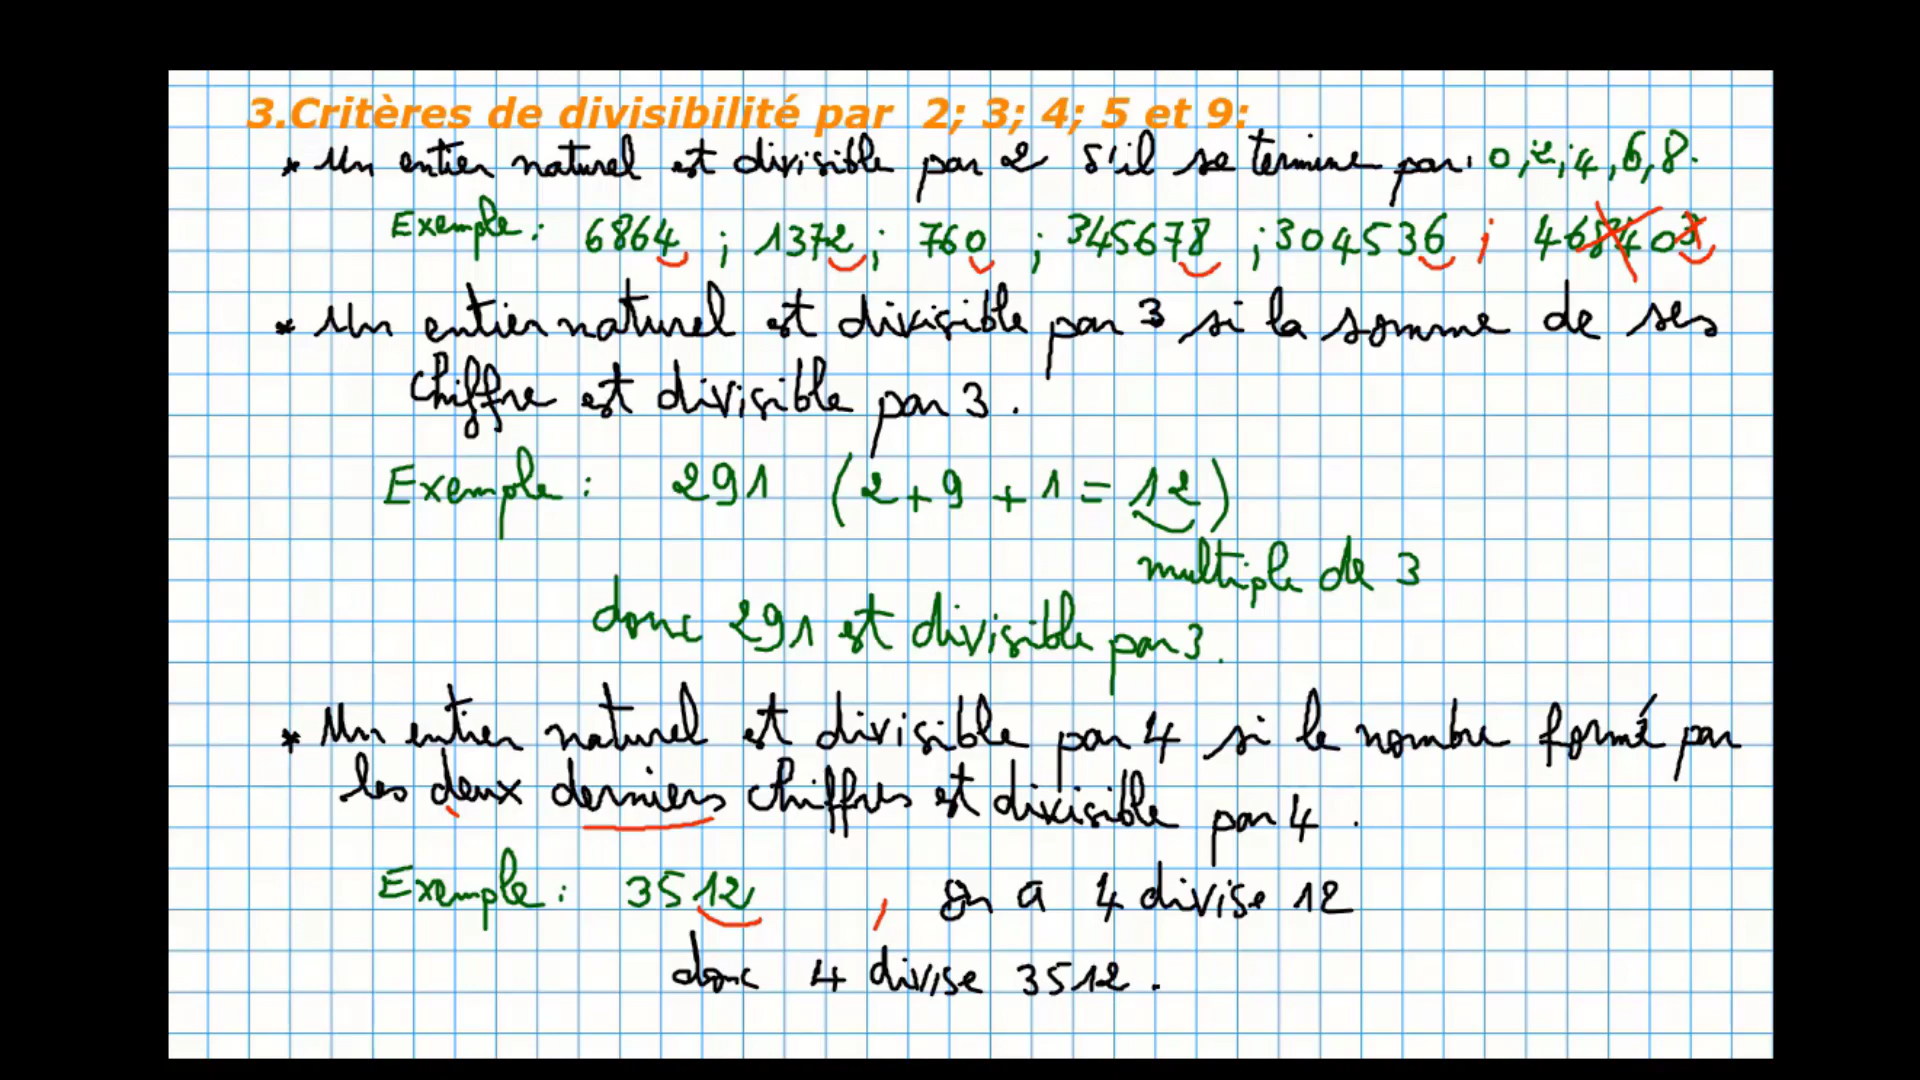 3.Critères de divisibilité par 2; 3; 4; 5 et 9:
* Un entier naturel est divisible par 2 s'il se termine par: 0,2,4,6,8.
Exemple: 6864 ; 1372 ; 760 ; 345678 ; 304536 ; 468403
* Un entier naturel est divisible par 3 si la somme de ses
chiffre est divisible par 3.
Exemple: 291 (2+9+1=12)
multiple de 3
donc 291 est divisible par 3.
* Un entier naturel est divisible par 4 si le nombre formé par
les deux derniers chiffres est divisible par 4.
Exemple: 3512 , on a 4 divise 12
donc 4 divise 3512.